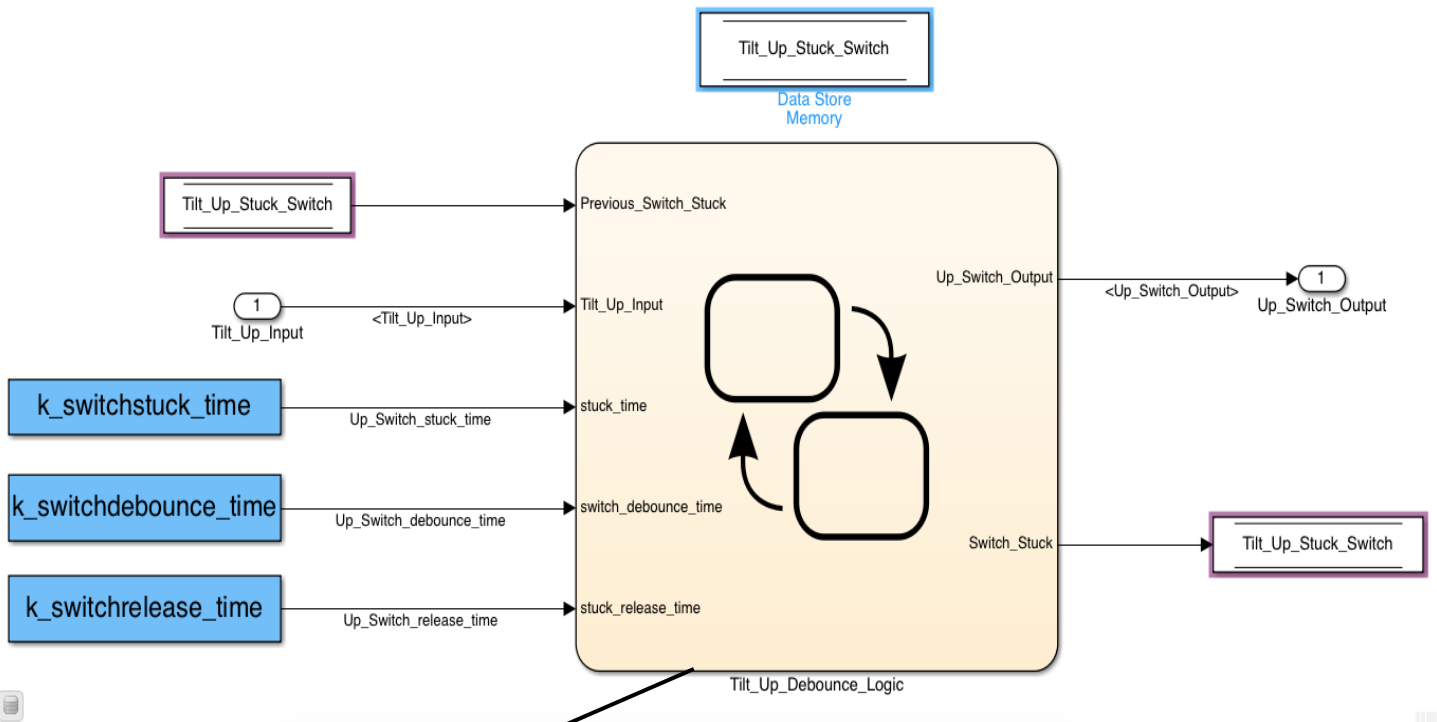 Tilt_Up_Stuck_Switch
Data Store
Memory
Tilt_Up_Stuck_Switch
Previous_Switch_Stuck
1
Tilt_Up_Input
<Tilt_Up_Input>
Tilt_Up_Input
k_switchstuck_time
Up_Switch_stuck_time
stuck_time
k_switchdebounce_time
Up_Switch_debounce_time
switch_debounce_time
k_switchrelease_time
Up_Switch_release_time
stuck_release_time
Up_Switch_Output
<Up_Switch_Output>
1
Up_Switch_Output
Switch_Stuck
Tilt_Up_Stuck_Switch
Tilt_Up_Debounce_Logic